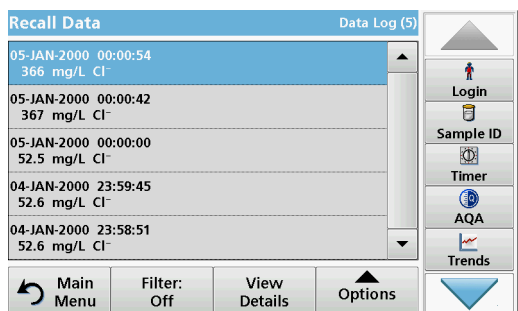 Recall Data
Data Log (5)
05-JAN-2000 00:00:54
366 mg/L Cl⁻
05-JAN-2000 00:00:42
367 mg/L Cl⁻
05-JAN-2000 00:00:00
52.5 mg/L Cl⁻
04-JAN-2000 23:59:45
52.6 mg/L Cl⁻
04-JAN-2000 23:58:51
52.6 mg/L Cl⁻
Main
Menu
Filter:
Off
View
Details
Options
Login
Sample ID
Timer
AQA
Trends